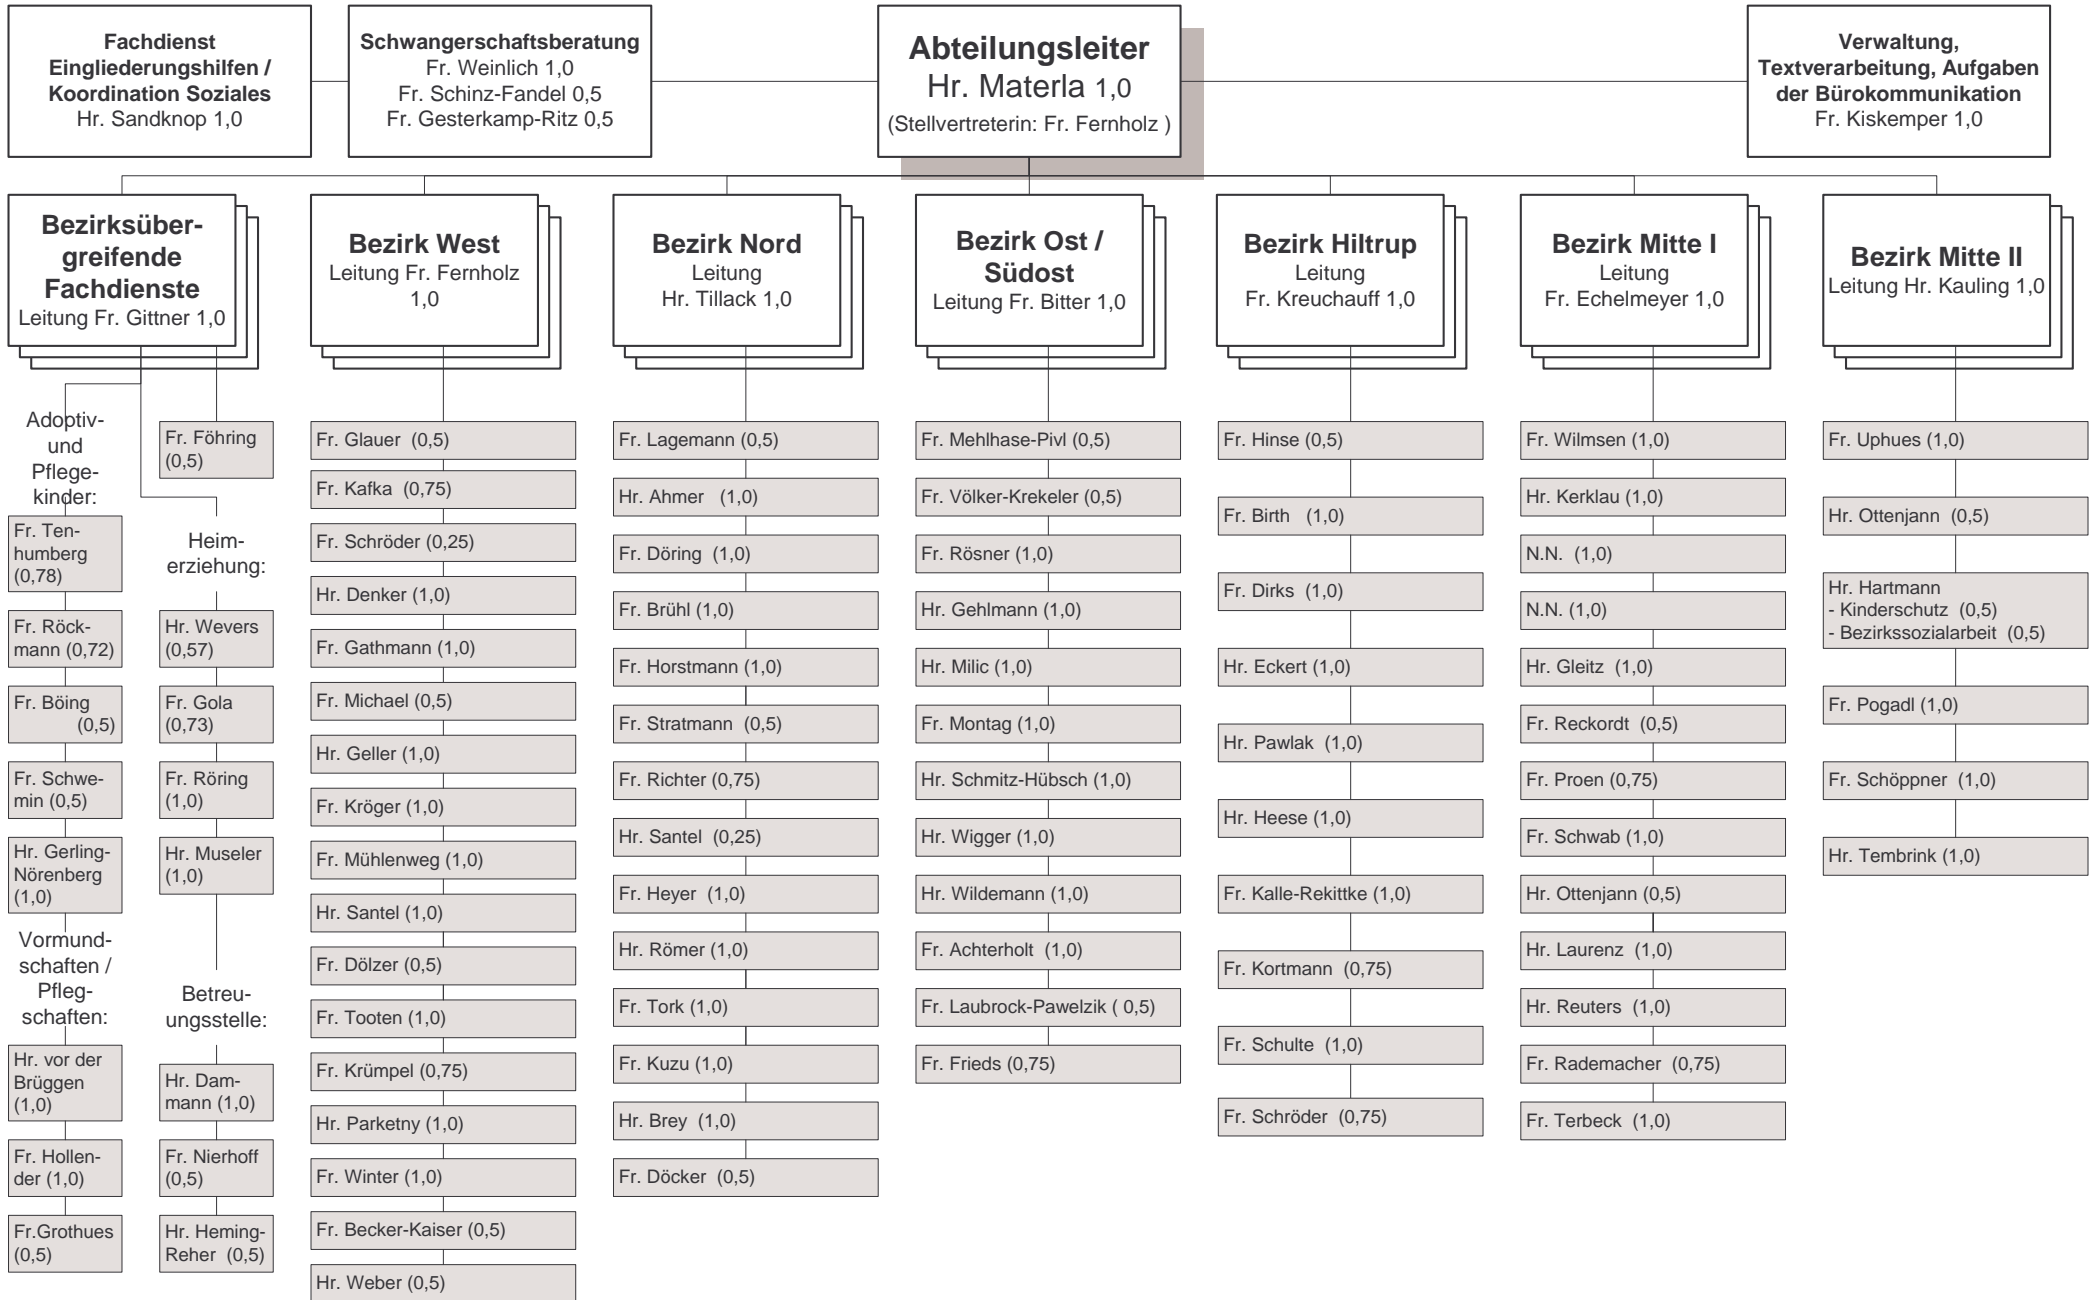 Fachdienst
Eingliederungshilfen /
Koordination Soziales
Hr. Sandknop 1,0
Schwangerschaftsberatung
Fr. Weinlich 1,0
Fr. Schinz-Fandel 0,5
Fr. Gesterkamp-Ritz 0,5
Abteilungsleiter
Hr. Materla 1,0
(Stellvertreterin: Fr. Fernholz )
Verwaltung,
Textverarbeitung, Aufgaben
der Bürokommunikation
Fr. Kiskemper 1,0
Bezirksüber-
greifende
Fachdienste
Leitung Fr. Gittner 1,0
Bezirk West
Leitung Fr. Fernholz
1,0
Bezirk Nord
Leitung
Hr. Tillack 1,0
Bezirk Ost /
Südost
Leitung Fr. Bitter 1,0
Bezirk Hiltrup
Leitung
Fr. Kreuchauff 1,0
Bezirk Mitte I
Leitung
Fr. Echelmeyer 1,0
Bezirk Mitte II
Leitung Hr. Kauling 1,0
Adoptiv-
und
Pflege-
kinder:
Fr. Ten-
humberg
(0,78)
Fr. Röck-
mann (0,72)
Fr. Böing
(0,5)
Fr. Schwe-
min (0,5)
Hr. Gerling-
Nörenberg
(1,0)
Vormund-
schaften /
Pfleg-
schaften:
Hr. vor der
Brüggen
(1,0)
Fr. Hollen-
der (1,0)
Fr.Grothues
(0,5)
Fr. Föhring
(0,5)
Heim-
erziehung:
Hr. Wevers
(0,57)
Fr. Gola
(0,73)
Fr. Röring
(1,0)
Hr. Museler
(1,0)
Betreu-
ungsstelle:
Hr. Dam-
mann (1,0)
Fr. Nierhoff
(0,5)
Hr. Heming-
Reher (0,5)
Fr. Glauer (0,5)
Fr. Kafka (0,75)
Fr. Schröder (0,25)
Hr. Denker (1,0)
Fr. Gathmann (1,0)
Fr. Michael (0,5)
Hr. Geller (1,0)
Fr. Kröger (1,0)
Fr. Mühlenweg (1,0)
Hr. Santel (1,0)
Fr. Dölzer (0,5)
Fr. Tooten (1,0)
Fr. Krümpel (0,75)
Hr. Parketny (1,0)
Fr. Winter (1,0)
Fr. Becker-Kaiser (0,5)
Hr. Weber (0,5)
Fr. Lagemann (0,5)
Hr. Ahmer (1,0)
Fr. Döring (1,0)
Fr. Brühl (1,0)
Fr. Horstmann (1,0)
Fr. Stratmann (0,5)
Fr. Richter (0,75)
Hr. Santel (0,25)
Fr. Heyer (1,0)
Hr. Römer (1,0)
Fr. Tork (1,0)
Fr. Kuzu (1,0)
Hr. Brey (1,0)
Fr. Döcker (0,5)
Fr. Mehlhase-Pivl (0,5)
Fr. Völker-Krekeler (0,5)
Fr. Rösner (1,0)
Hr. Gehlmann (1,0)
Hr. Milic (1,0)
Fr. Montag (1,0)
Hr. Schmitz-Hübsch (1,0)
Hr. Wigger (1,0)
Hr. Wildemann (1,0)
Fr. Achterholt (1,0)
Fr. Laubrock-Pawelzik ( 0,5)
Fr. Frieds (0,75)
Fr. Hinse (0,5)
Fr. Birth (1,0)
Fr. Dirks (1,0)
Hr. Eckert (1,0)
Hr. Pawlak (1,0)
Hr. Heese (1,0)
Fr. Kalle-Rekittke (1,0)
Fr. Kortmann (0,75)
Fr. Schulte (1,0)
Fr. Schröder (0,75)
Fr. Wilmsen (1,0)
Hr. Kerklau (1,0)
N.N. (1,0)
N.N. (1,0)
Hr. Gleitz (1,0)
Fr. Reckordt (0,5)
Fr. Proen (0,75)
Fr. Schwab (1,0)
Hr. Ottenjann (0,5)
Hr. Laurenz (1,0)
Hr. Reuters (1,0)
Fr. Rademacher (0,75)
Fr. Terbeck (1,0)
Fr. Uphues (1,0)
Hr. Ottenjann (0,5)
Hr. Hartmann
- Kinderschutz (0,5)
- Bezirkssozialarbeit (0,5)
Fr. Pogadl (1,0)
Fr. Schöppner (1,0)
Hr. Tembrink (1,0)